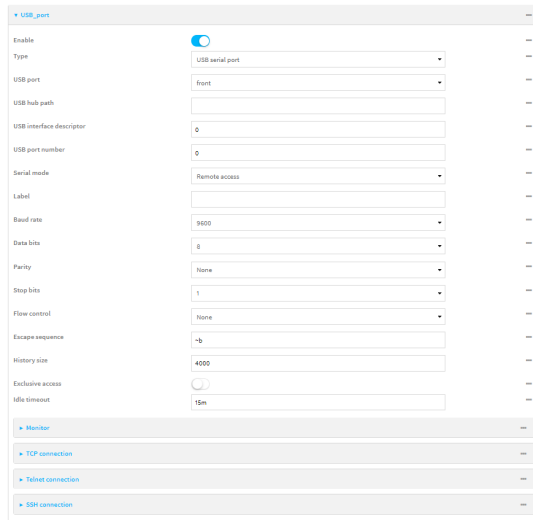 ▾ USB_port
Enable
Type USB serial port
USB port front
USB hub path
USB interface descriptor 0
USB port number 0
Serial mode Remote access
Label
Baud rate 9600
Data bits 8
Parity None
Stop bits 1
Flow control None
Escape sequence ~b
History size 4000
Exclusive access
Idle timeout 15m
▸ Monitor
▸ TCP connection
▸ Telnet connection
▸ SSH connection